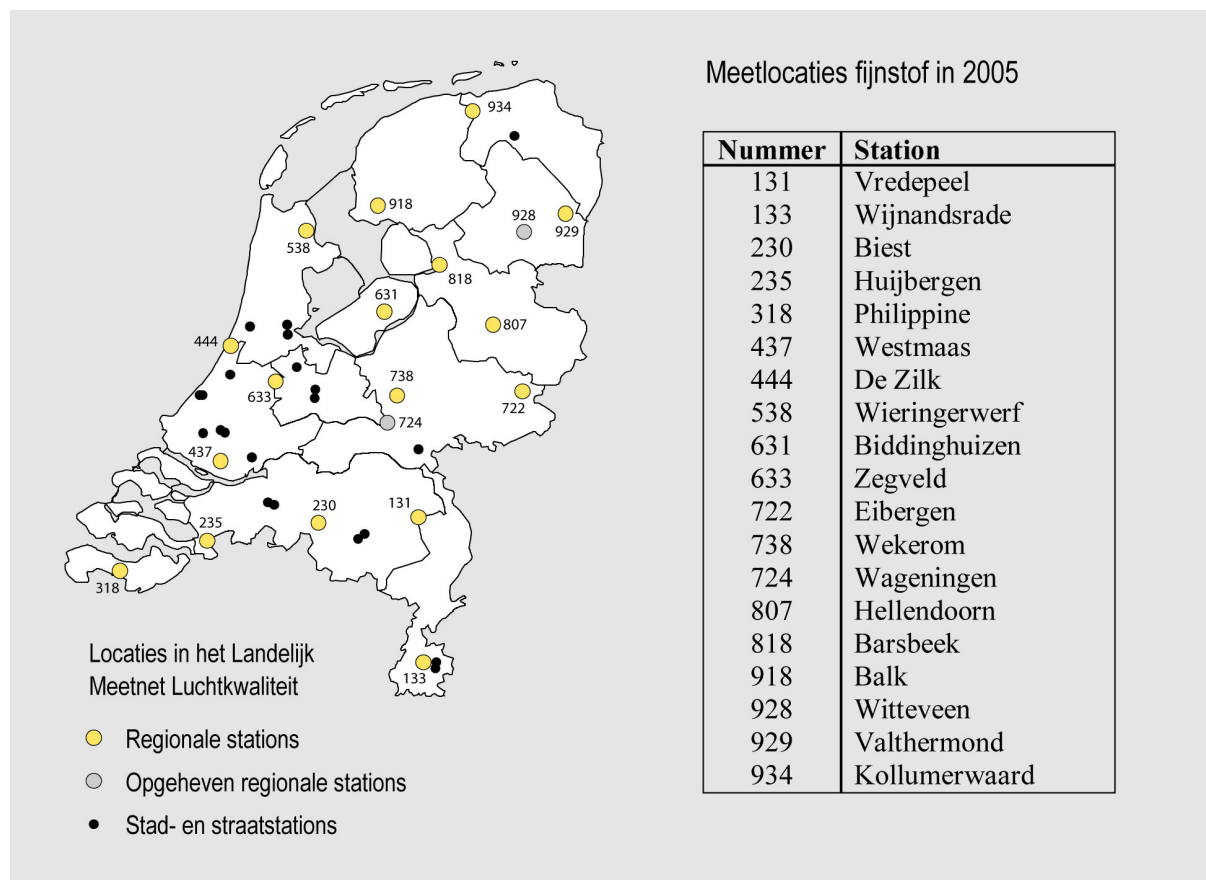 934
918
928
929
538
818
631
807
444
738
633
722
724
437
230
131
235
318
133
Locaties in het Landelijk
Meetnet Luchtkwaliteit
Regionale stations
Opgeheven regionale stations
Stad- en straatstations
Meetlocaties fijnstof in 2005
Nummer Station
131 Vredepeel
133 Wijnandsrade
230 Biest
235 Huijbergen
318 Philippine
437 Westmaas
444 De Zilk
538 Wieringerwerf
631 Biddinghuizen
633 Zegveld
722 Eibergen
738 Wekerom
724 Wageningen
807 Hellendoorn
818 Barsbeek
918 Balk
928 Witteveen
929 Valthermond
934 Kollumerwaard